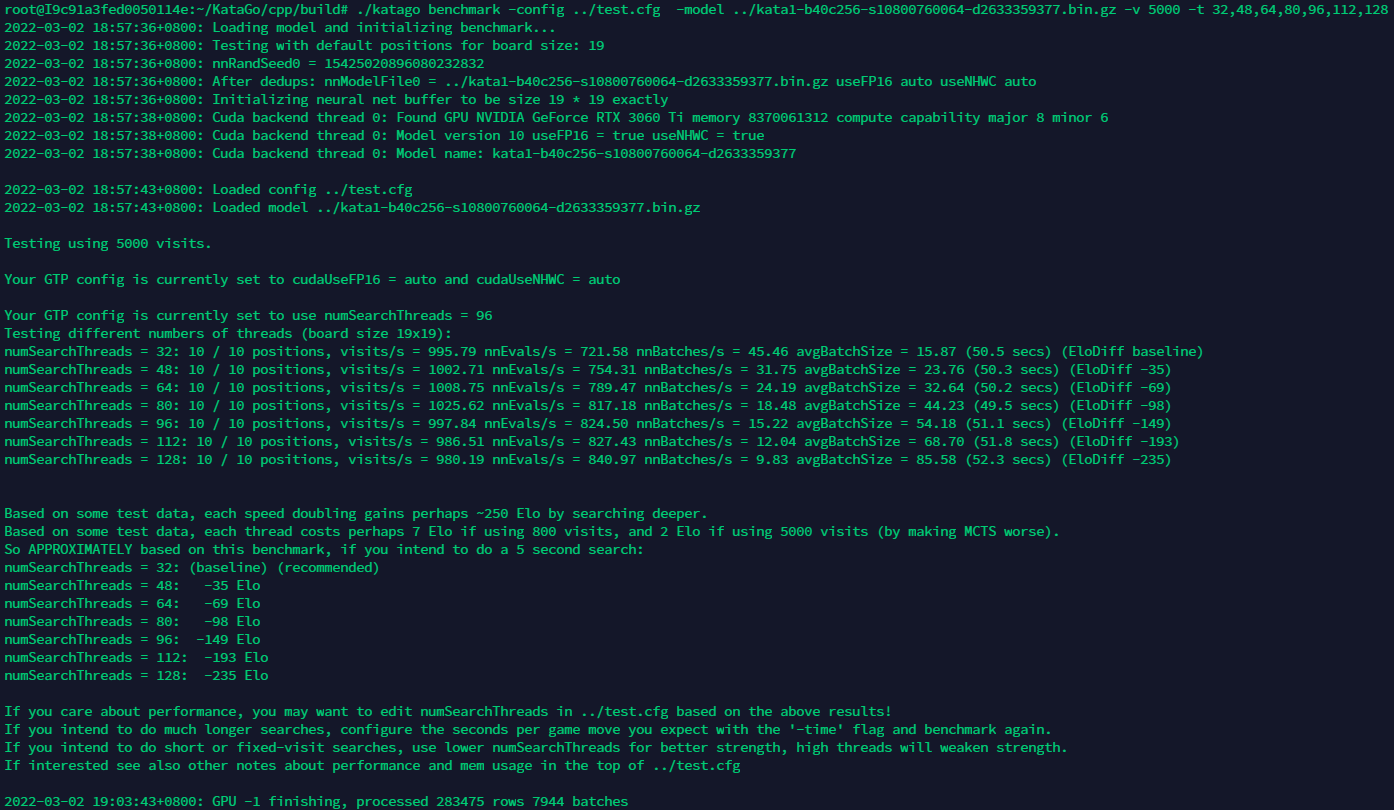 root@I9c91a3fed0050114e:~/KataGo/cpp/build# ./katago benchmark -config ../test.cfg  -model ../kata1-b40c256-s10800760064-d2633359377.bin.gz -v 5000 -t 32,48,64,80,96,112,128
2022-03-02 18:57:36+0800: Loading model and initializing benchmark...
2022-03-02 18:57:36+0800: Testing with default positions for board size: 19
2022-03-02 18:57:36+0800: nnRandSeed0 = 15425020896080232832
2022-03-02 18:57:36+0800: After dedups: nnModelFile0 = ../kata1-b40c256-s10800760064-d2633359377.bin.gz useFP16 auto useNHWC auto
2022-03-02 18:57:36+0800: Initializing neural net buffer to be size 19 * 19 exactly
2022-03-02 18:57:38+0800: Cuda backend thread 0: Found GPU NVIDIA GeForce RTX 3060 Ti memory 8370061312 compute capability major 8 minor 6
2022-03-02 18:57:38+0800: Cuda backend thread 0: Model version 10 useFP16 = true useNHWC = true
2022-03-02 18:57:38+0800: Cuda backend thread 0: Model name: kata1-b40c256-s10800760064-d2633359377
2022-03-02 18:57:43+0800: Loaded config ../test.cfg
2022-03-02 18:57:43+0800: Loaded model ../kata1-b40c256-s10800760064-d2633359377.bin.gz
Testing using 5000 visits.
Your GTP config is currently set to cudaUseFP16 = auto and cudaUseNHWC = auto
Your GTP config is currently set to use numSearchThreads = 96
Testing different numbers of threads (board size 19x19):
numSearchThreads = 32: 10 / 10 positions, visits/s = 995.79 nnEvals/s = 721.58 nnBatches/s = 45.46 avgBatchSize = 15.87 (50.5 secs) (EloDiff baseline)
numSearchThreads = 48: 10 / 10 positions, visits/s = 1002.71 nnEvals/s = 754.31 nnBatches/s = 31.75 avgBatchSize = 23.76 (50.3 secs) (EloDiff -35)
numSearchThreads = 64: 10 / 10 positions, visits/s = 1008.75 nnEvals/s = 789.47 nnBatches/s = 24.19 avgBatchSize = 32.64 (50.2 secs) (EloDiff -69)
numSearchThreads = 80: 10 / 10 positions, visits/s = 1025.62 nnEvals/s = 817.18 nnBatches/s = 18.48 avgBatchSize = 44.23 (49.5 secs) (EloDiff -98)
numSearchThreads = 96: 10 / 10 positions, visits/s = 997.84 nnEvals/s = 824.50 nnBatches/s = 15.22 avgBatchSize = 54.18 (51.1 secs) (EloDiff -149)
numSearchThreads = 112: 10 / 10 positions, visits/s = 986.51 nnEvals/s = 827.43 nnBatches/s = 12.04 avgBatchSize = 68.70 (51.8 secs) (EloDiff -193)
numSearchThreads = 128: 10 / 10 positions, visits/s = 980.19 nnEvals/s = 840.97 nnBatches/s = 9.83 avgBatchSize = 85.58 (52.3 secs) (EloDiff -235)
Based on some test data, each speed doubling gains perhaps ~250 Elo by searching deeper.
Based on some test data, each thread costs perhaps 7 Elo if using 800 visits, and 2 Elo if using 5000 visits (by making MCTS worse).
So APPROXIMATELY based on this benchmark, if you intend to do a 5 second search:
numSearchThreads = 32: (baseline) (recommended)
numSearchThreads = 48:   -35 Elo
numSearchThreads = 64:   -69 Elo
numSearchThreads = 80:   -98 Elo
numSearchThreads = 96:  -149 Elo
numSearchThreads = 112:  -193 Elo
numSearchThreads = 128:  -235 Elo
If you care about performance, you may want to edit numSearchThreads in ../test.cfg based on the above results!
If you intend to do much longer searches, configure the seconds per game move you expect with the '-time' flag and benchmark again.
If you intend to do short or fixed-visit searches, use lower numSearchThreads for better strength, high threads will weaken strength.
If interested see also other notes about performance and mem usage in the top of ../test.cfg
2022-03-02 19:03:43+0800: GPU -1 finishing, processed 283475 rows 7944 batches